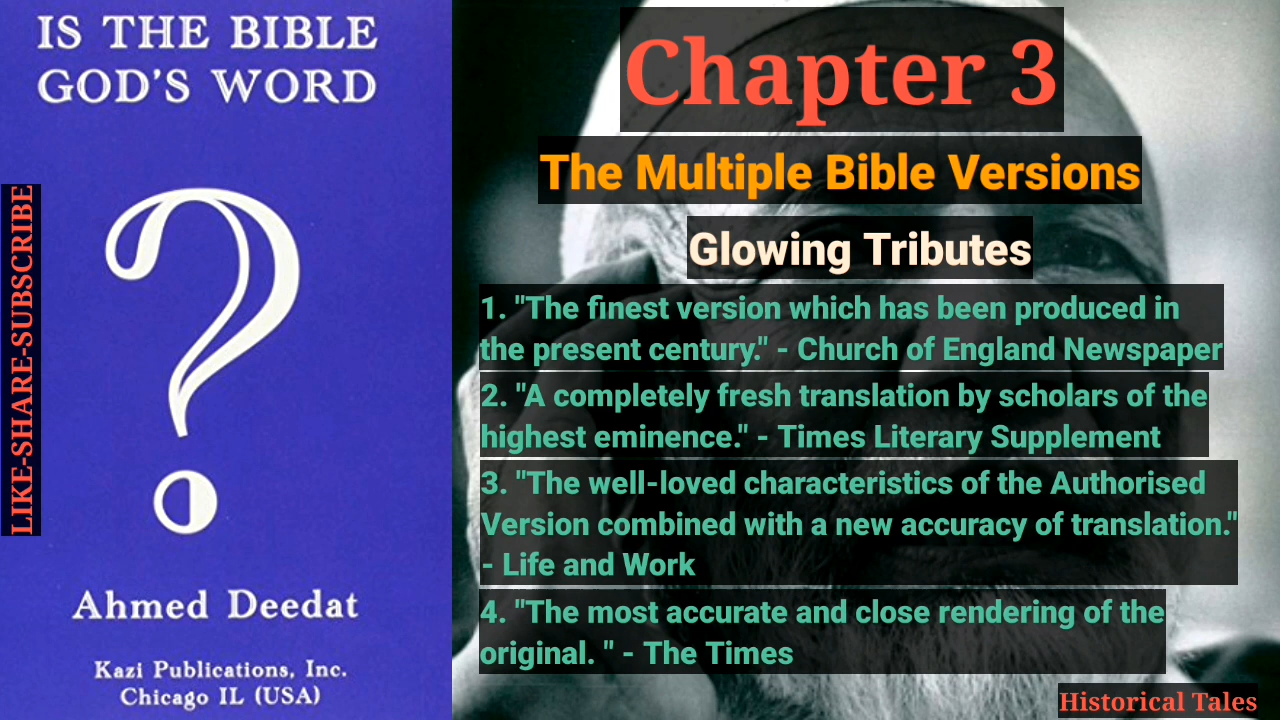 IS THE BIBLE
GOD'S WORD
?
Ahmed Deedat
Kazi Publications, Inc.
Chicago IL (USA)
LIKE-SHARE-SUBSCRIBE
Chapter 3
The Multiple Bible Versions
Glowing Tributes
1. "The finest version which has been produced in
the present century." - Church of England Newspaper
2. "A completely fresh translation by scholars of the
highest eminence." - Times Literary Supplement
3. "The well-loved characteristics of the Authorised
Version combined with a new accuracy of translation."
- Life and Work
4. "The most accurate and close rendering of the
original. " - The Times
Historical Tales